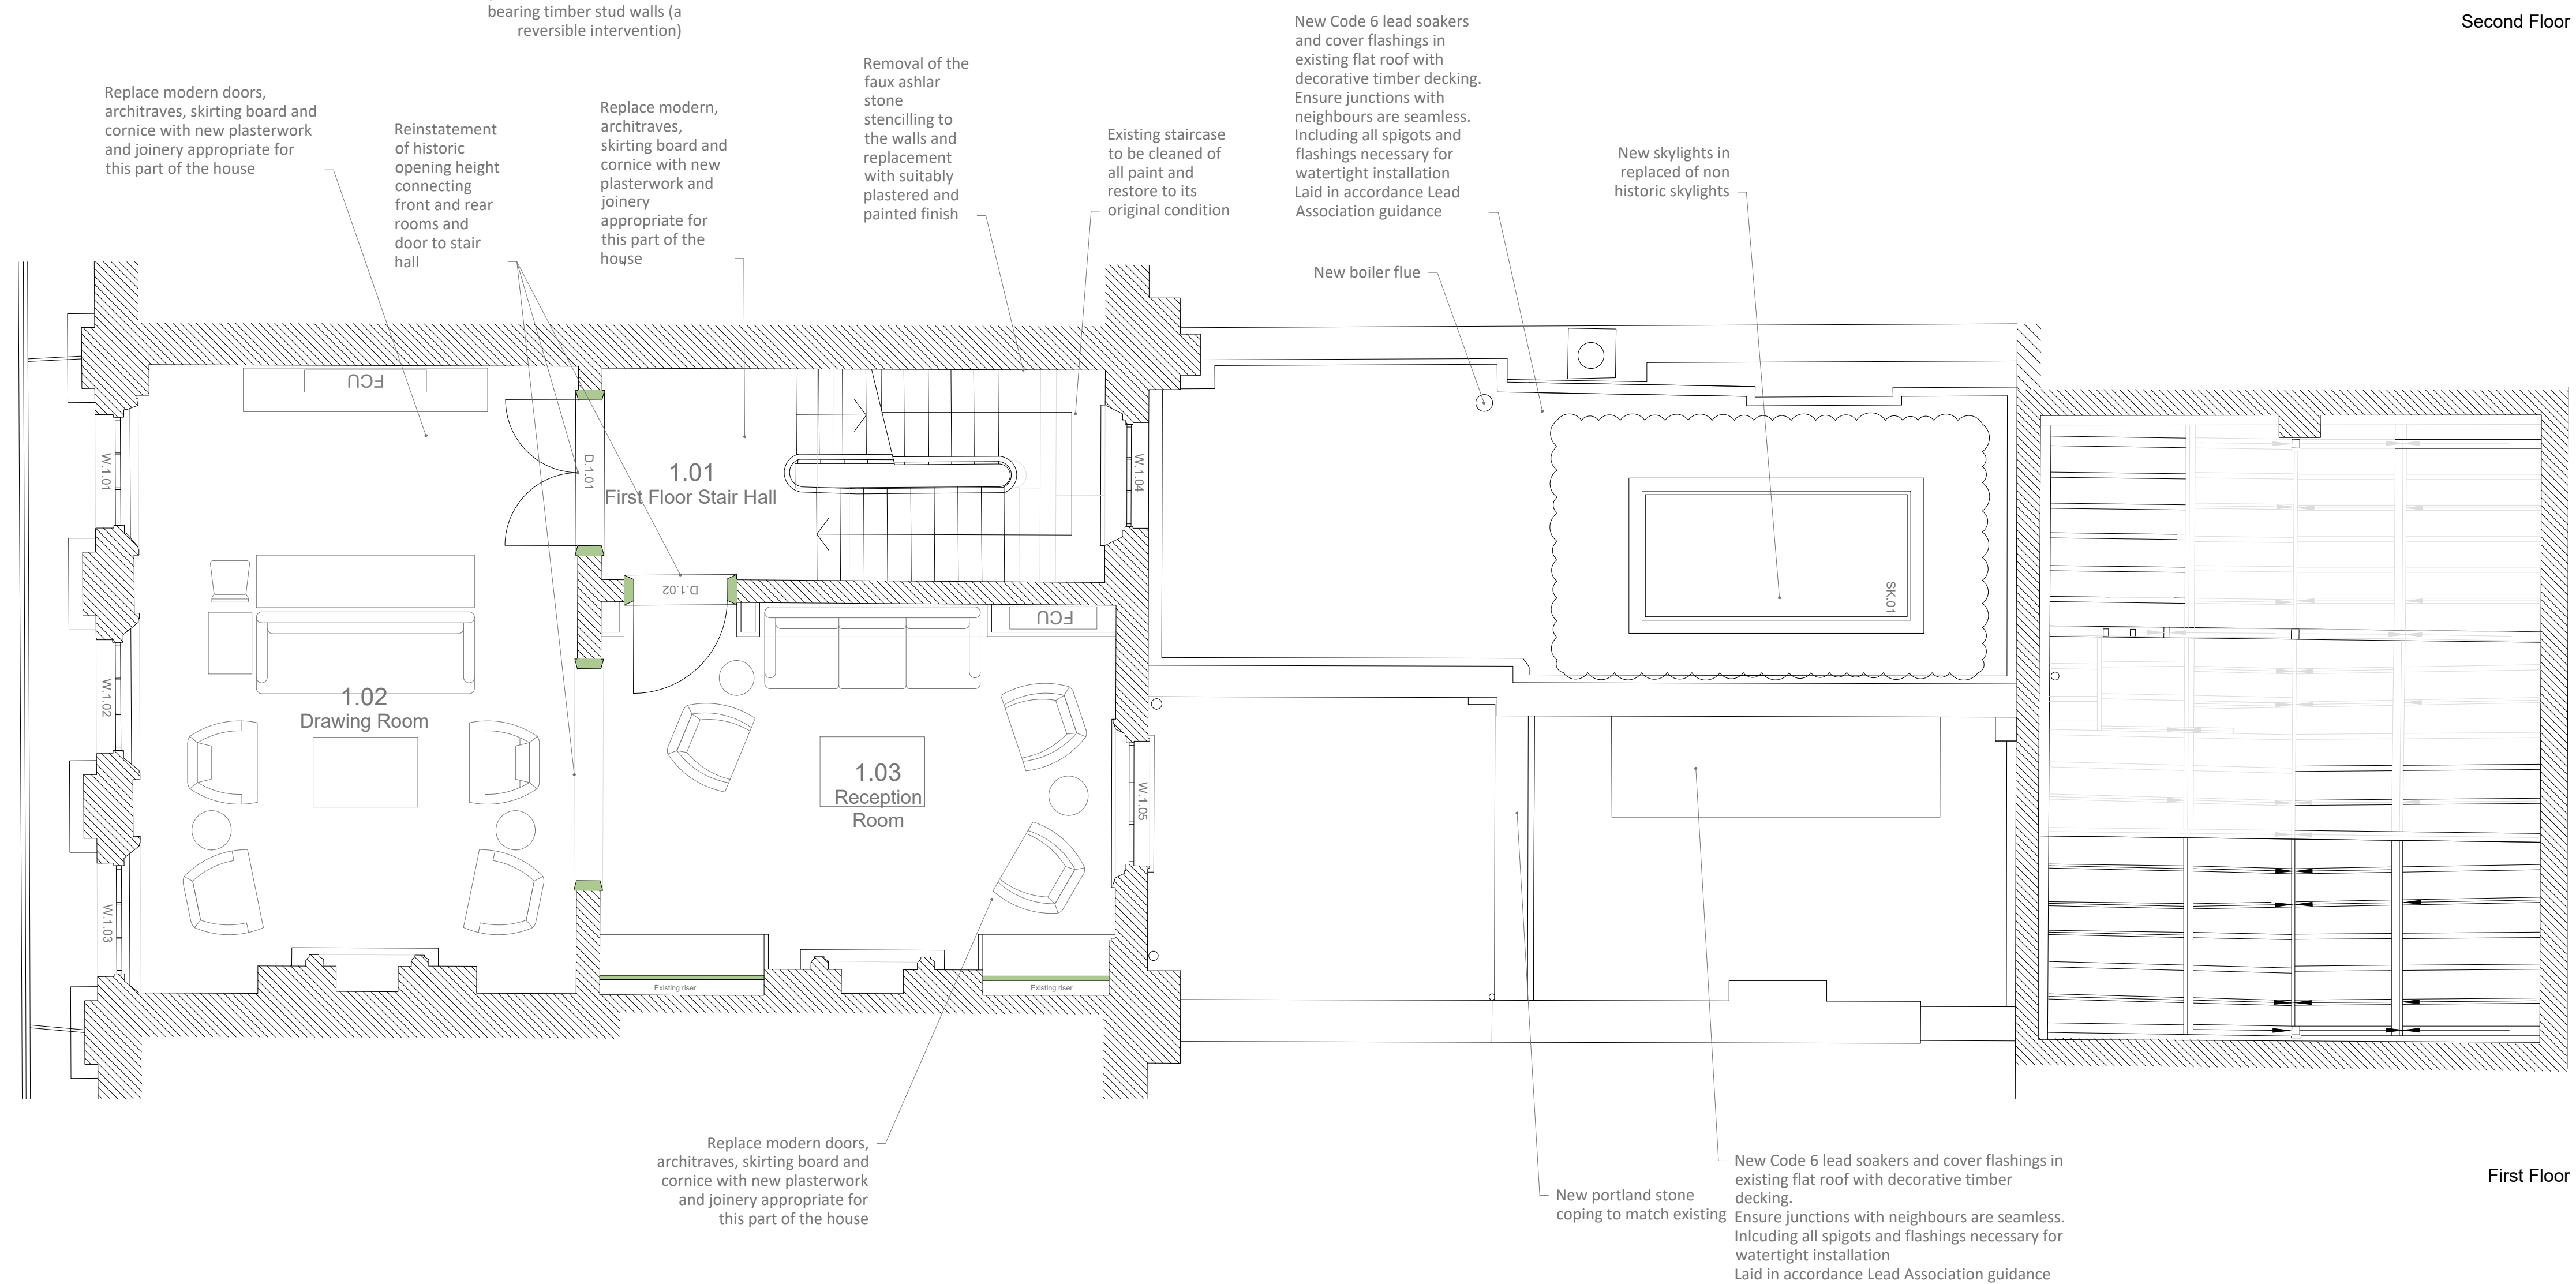 bearing timber stud walls (a
reversible intervention)
Second Floor
Replace modern doors,
architraves, skirting board and
cornice with new plasterwork
and joinery appropriate for
this part of the house
Reinstatement
of historic
opening height
connecting
front and rear
rooms and
door to stair
hall
Replace modern,
architraves,
skirting board and
cornice with new
plasterwork and
joinery
appropriate for
this part of the
house
Removal of the
faux ashlar
stone
stencilling to
the walls and
replacement
with suitably
plastered and
painted finish
Existing staircase
to be cleaned of
all paint and
restore to its
original condition
New Code 6 lead soakers
and cover flashings in
existing flat roof with
decorative timber decking.
Ensure junctions with
neighbours are seamless.
Including all spigots and
flashings necessary for
watertight installation
Laid in accordance Lead
Association guidance
New boiler flue
New skylights in
replaced of non
historic skylights
FCU
W.1.01
D.1.01
1.01
First Floor Stair Hall
W.1.04
D.1.02
FCU
SK.01
W.1.02
1.02
Drawing Room
1.03
Reception
Room
W.1.05
W.1.03
Existing riser
Existing riser
Replace modern doors,
architraves, skirting board and
cornice with new plasterwork
and joinery appropriate for
this part of the house
New portland stone
coping to match existing
New Code 6 lead soakers and cover flashings in
existing flat roof with decorative timber
decking.
Ensure junctions with neighbours are seamless.
Inlcuding all spigots and flashings necessary for
watertight installation
Laid in accordance Lead Association guidance
First Floor